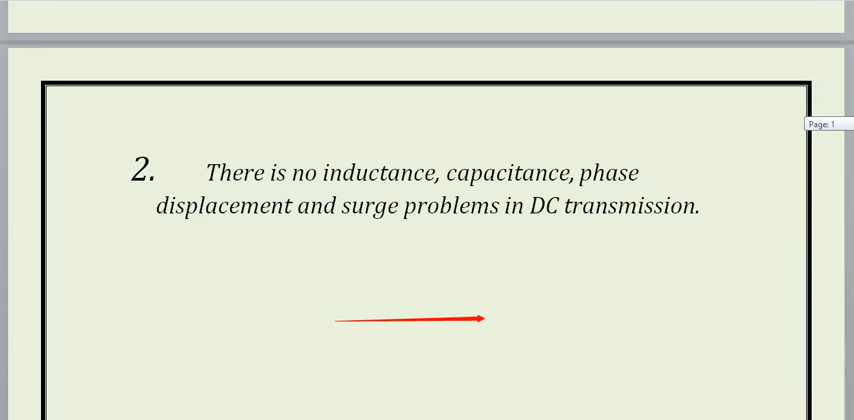 Page: 1
2. There is no inductance, capacitance, phase
displacement and surge problems in DC transmission.